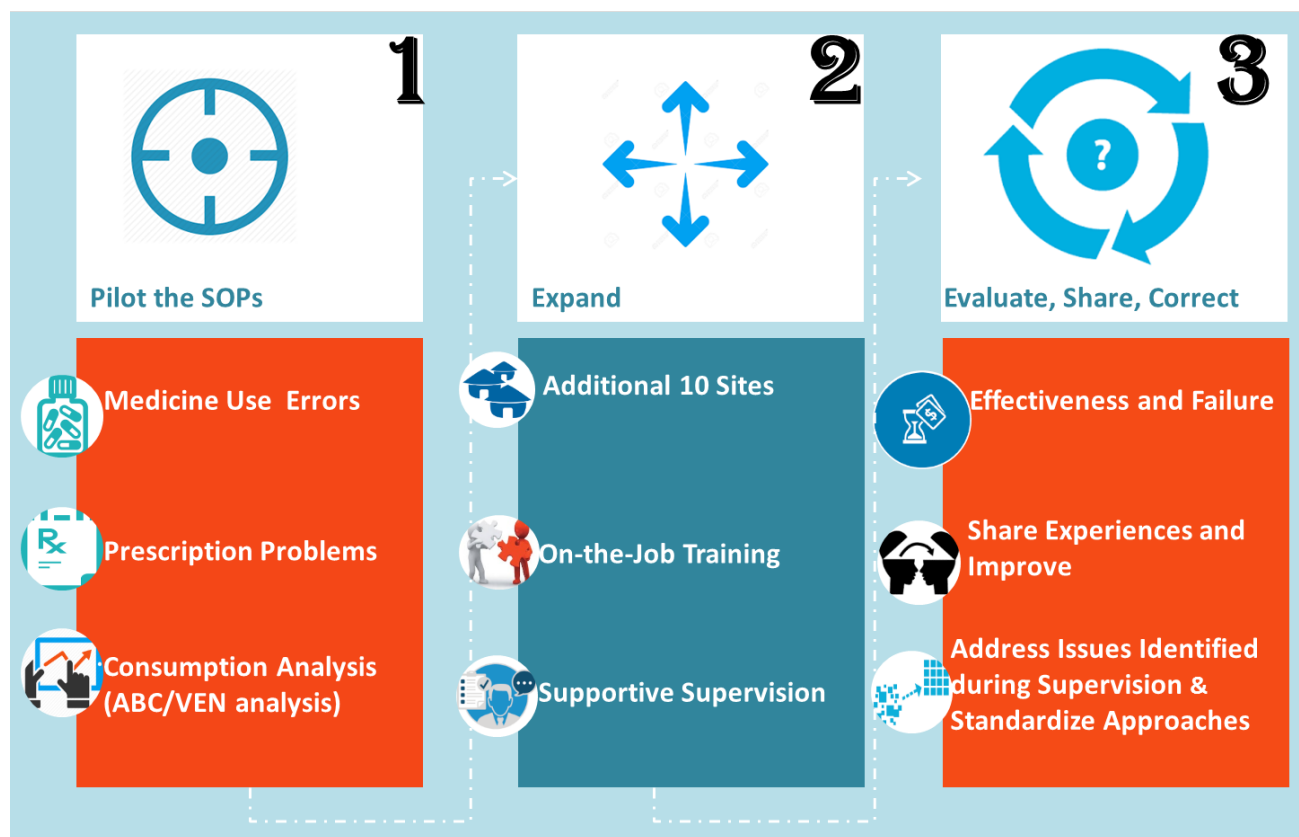 1
Pilot the SOPs
Medicine Use Errors
Rx
Prescription Problems
Consumption Analysis
(ABC/VEN analysis)
2
Expand
Additional 10 Sites
On-the-Job Training
Supportive Supervision
3
?
Evaluate, Share, Correct
$
Effectiveness and Failure
Share Experiences and
Improve
Address Issues Identified
during Supervision &
Standardize Approaches